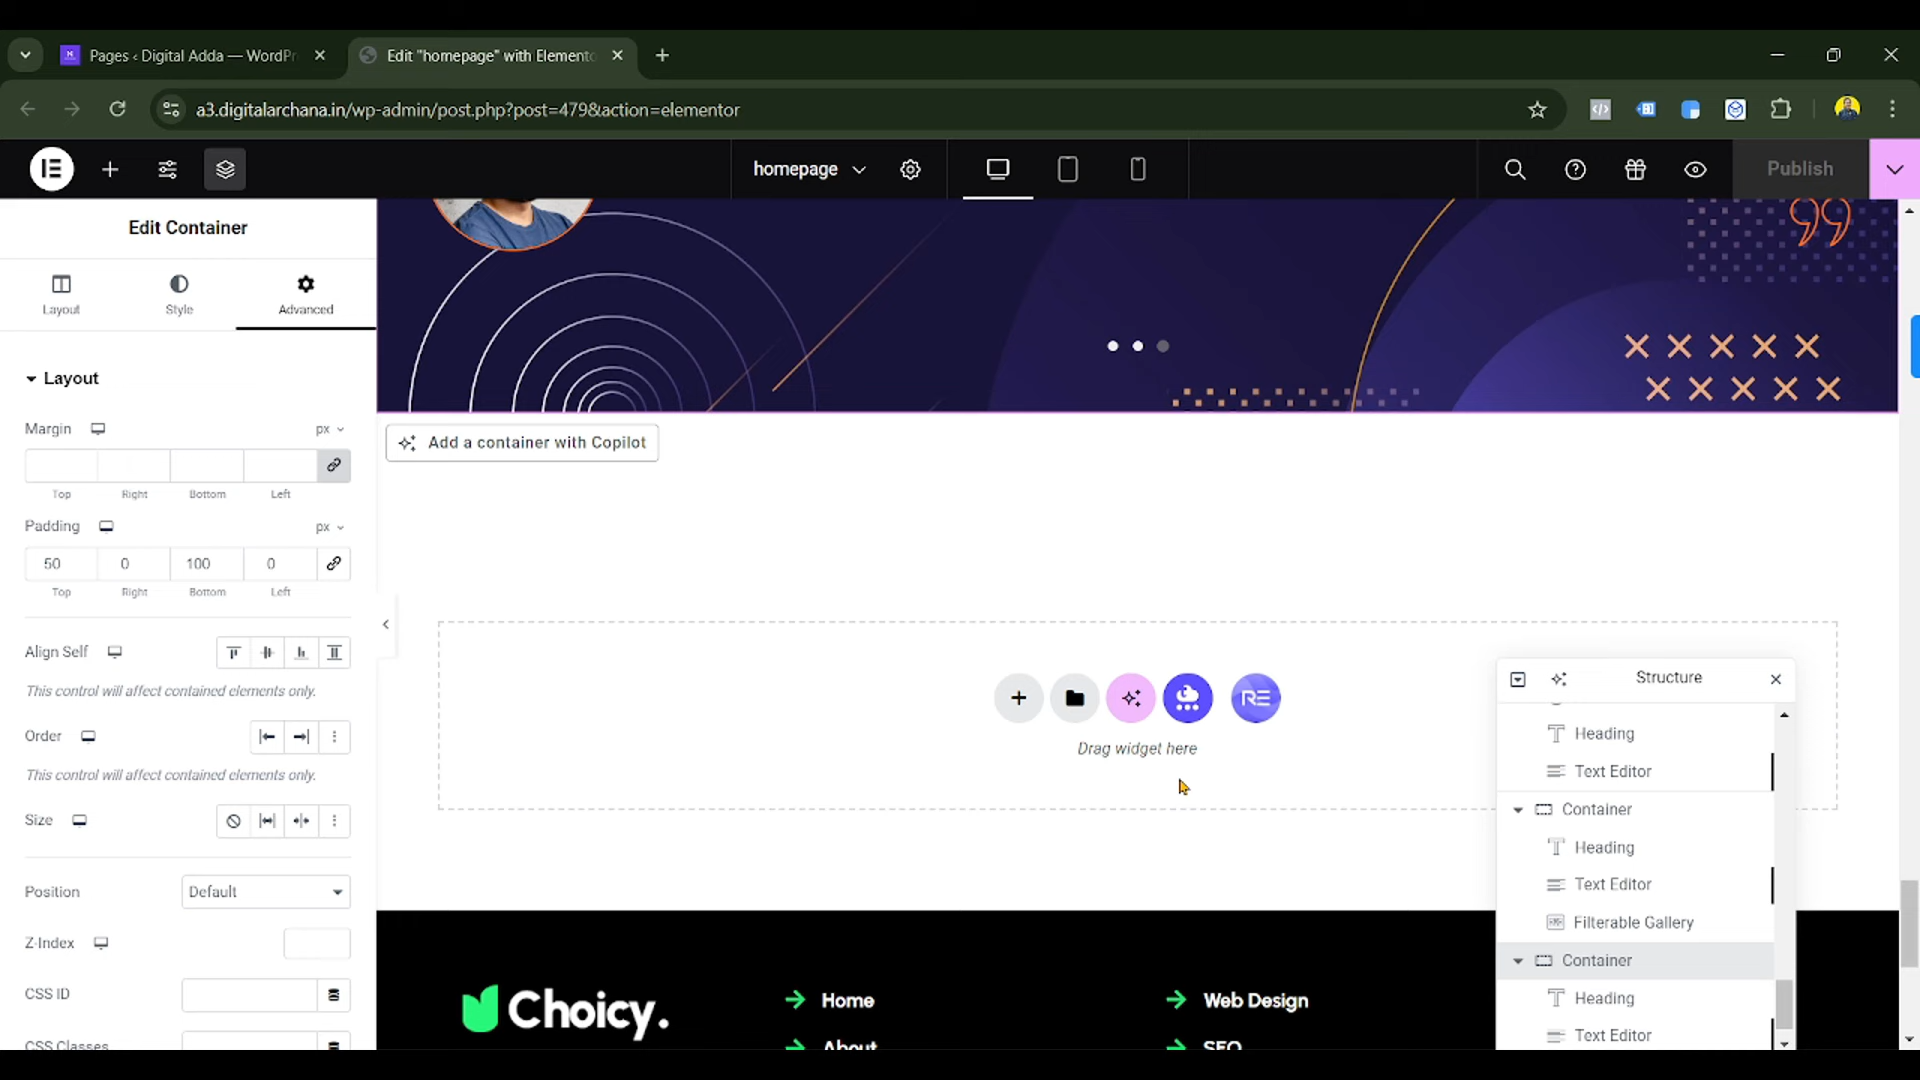 Pages ‹ Digital Adda — WordPr
Edit "homepage" with Elemento
a3.digitalarchana.in/wp-admin/post.php?post=479&action=elementor
homepage
Publish
Edit Container
Layout
Style
Advanced
Layout
Margin
px
Top
Right
Bottom
Left
Padding
px
50
0
100
0
Top
Right
Bottom
Left
Align Self
This control will affect contained elements only.
Order
This control will affect contained elements only.
Size
Position
Default
Z-Index
CSS ID
CSS Classes
Add a container with Copilot
RE
Drag widget here
Structure
Heading
Text Editor
Container
Heading
Text Editor
Filterable Gallery
Container
Heading
Text Editor
Choicy.
Home
About
Web Design
SEO